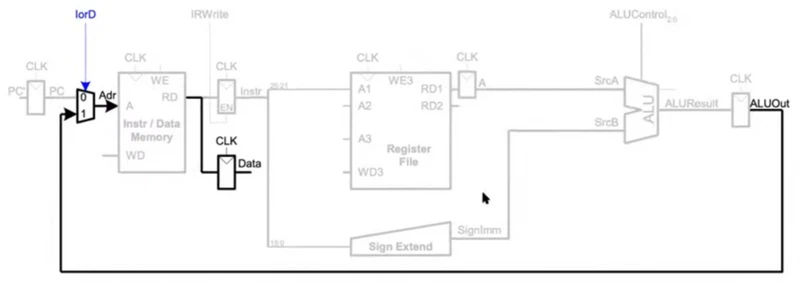 IorD
IRWrite
ALUControl2:0
CLK
CLK
CLK
CLK
CLK
CLK
PC'
PC
0
1
Adr
A
WE
RD
Instr / Data
Memory
WD
EN
Instr
25:21
A1
A2
A3
WD3
WE3
RD1
RD2
Register
File
A
SrcA
SrcB
ALU
ALUResult
ALUOut
CLK
Data
15:0
Sign Extend
SignImm